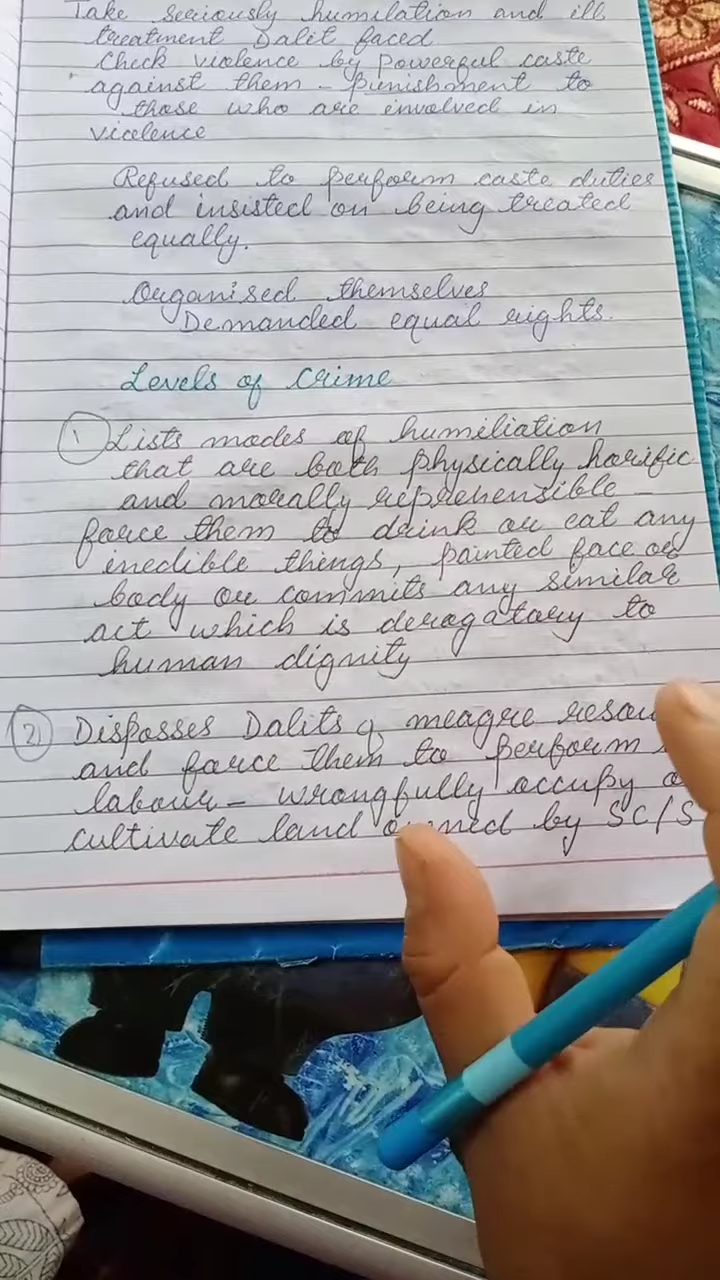 Take seriously humilation and ill
treatment Dalit faced
Check violence by powerful caste
against them - punishment to
those who are involved in
violence
Refused to perform caste duties
and insisted on being treated
equally.
Organised themselves
Demanded equal rights.
Levels of Crime
1 Lists modes of humiliation
that are both physically horific
and morally reprehensible -
force them to drink or eat any
inedible things, painted face or
body or commits any similar
act which is derogatory to
human dignity
2 Disposses Dalits of meagre
and force them to perform
labour - wrongfully occupy
cultivate land owned by SC/S